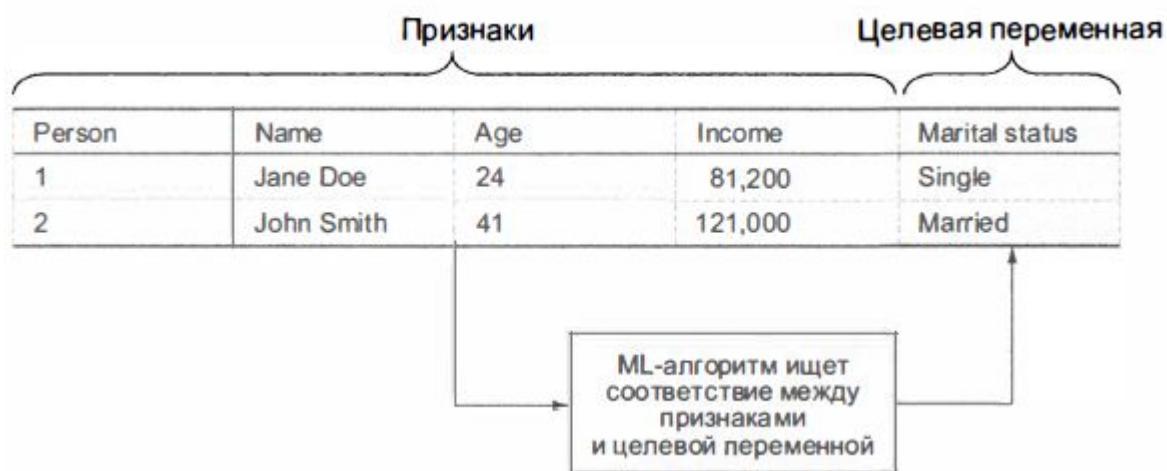 Признаки Целевая переменная
Person Name Age Income Marital status
1 Jane Doe 24 81,200 Single
2 John Smith 41 121,000 Married
ML-алгоритм ищет
соответствие между
признаками
и целевой переменной